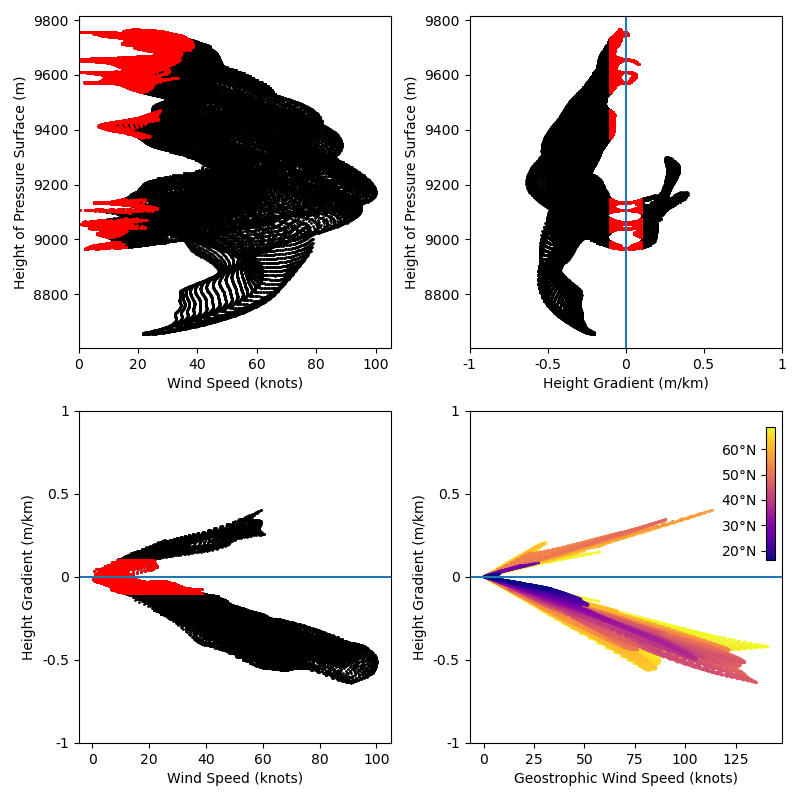 9800
9600
9400
9200
9000
8800
Height of Pressure Surface (m)
0 20 40 60 80 100
Wind Speed (knots)
9800
9600
9400
9200
9000
8800
Height of Pressure Surface (m)
-1 -0.5 0 0.5 1
Height Gradient (m/km)
1
0.5
0
-0.5
-1
Height Gradient (m/km)
0 20 40 60 80 100
Wind Speed (knots)
1
0.5
0
-0.5
-1
Height Gradient (m/km)
60°N
50°N
40°N
30°N
20°N
0 25 50 75 100 125
Geostrophic Wind Speed (knots)